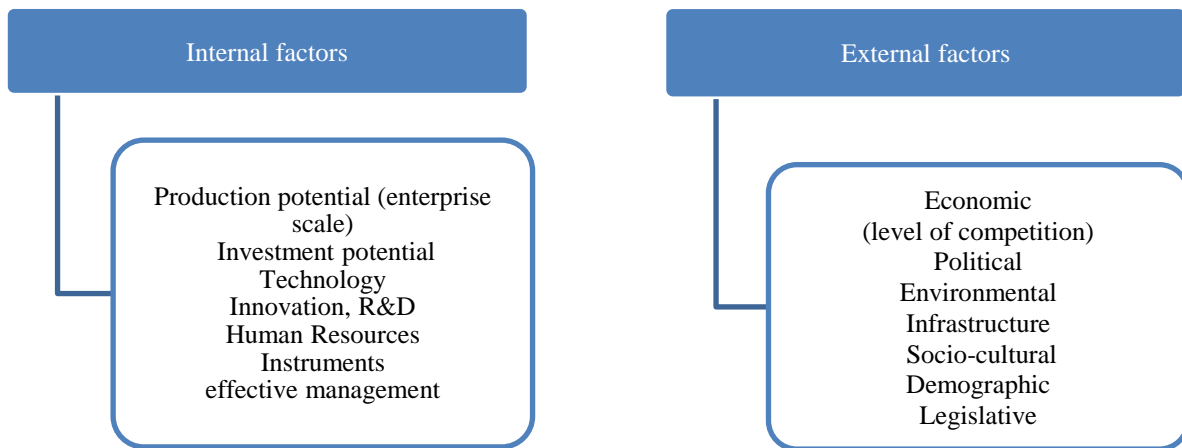 Internal factors
Production potential (enterprise
scale)
Investment potential
Technology
Innovation, R&D
Human Resources
Instruments
effective management
External factors
Economic
(level of competition)
Political
Environmental
Infrastructure
Socio-cultural
Demographic
Legislative